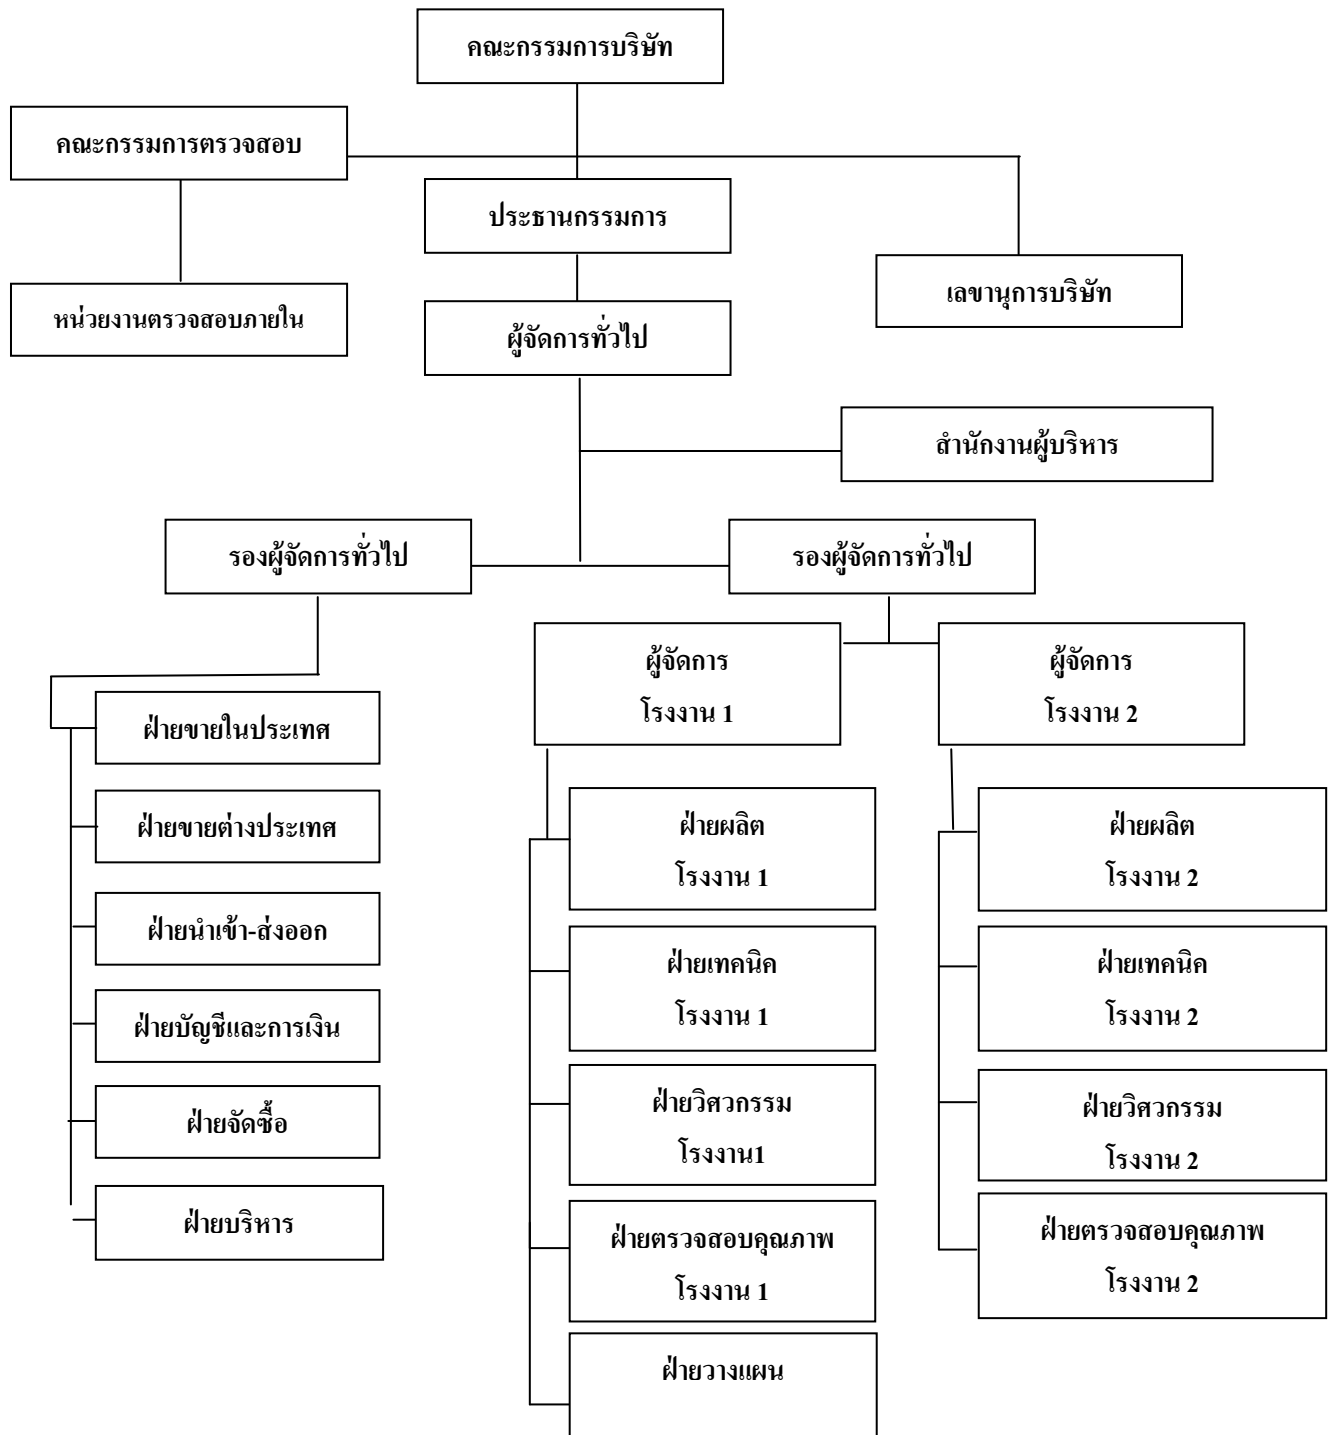 คณะกรรมการบริษัท
คณะกรรมการตรวจสอบ
ประธานกรรมการ
เลขานุการบริษัท
หน่วยงานตรวจสอบภายใน
ผู้จัดการทั่วไป
สำนักงานผู้บริหาร
รองผู้จัดการทั่วไป
รองผู้จัดการทั่วไป
ฝ่ายขายในประเทศ
ฝ่ายขายต่างประเทศ
ฝ่ายนำเข้า-ส่งออก
ฝ่ายบัญชีและการเงิน
ฝ่ายจัดซื้อ
ฝ่ายบริหาร
ผู้จัดการ
โรงงาน 1
ฝ่ายผลิต
โรงงาน 1
ฝ่ายเทคนิค
โรงงาน 1
ฝ่ายวิศวกรรม
โรงงาน1
ฝ่ายตรวจสอบคุณภาพ
โรงงาน 1
ฝ่ายวางแผน
ผู้จัดการ
โรงงาน 2
ฝ่ายผลิต
โรงงาน 2
ฝ่ายเทคนิค
โรงงาน 2
ฝ่ายวิศวกรรม
โรงงาน 2
ฝ่ายตรวจสอบคุณภาพ
โรงงาน 2